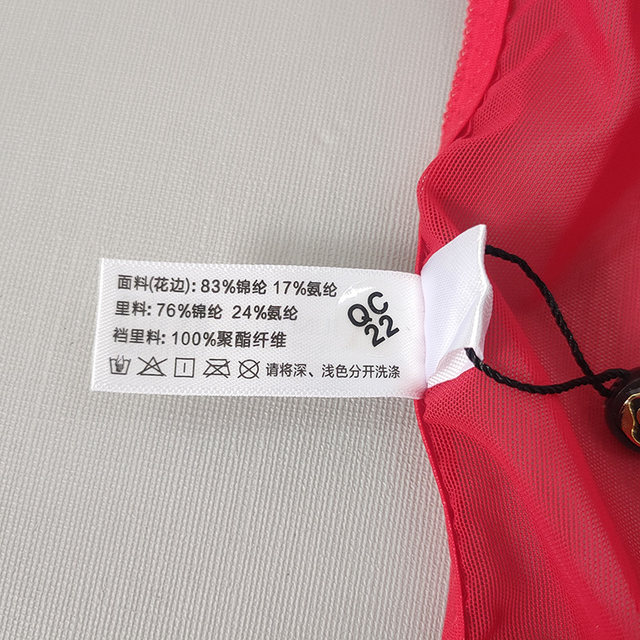 面料(花边): 83%锦纶 17%氨纶
里料: 76%锦纶 24%氨纶
裆里料: 100%聚酯纤维
请将深、浅色分开洗涤
QC
22